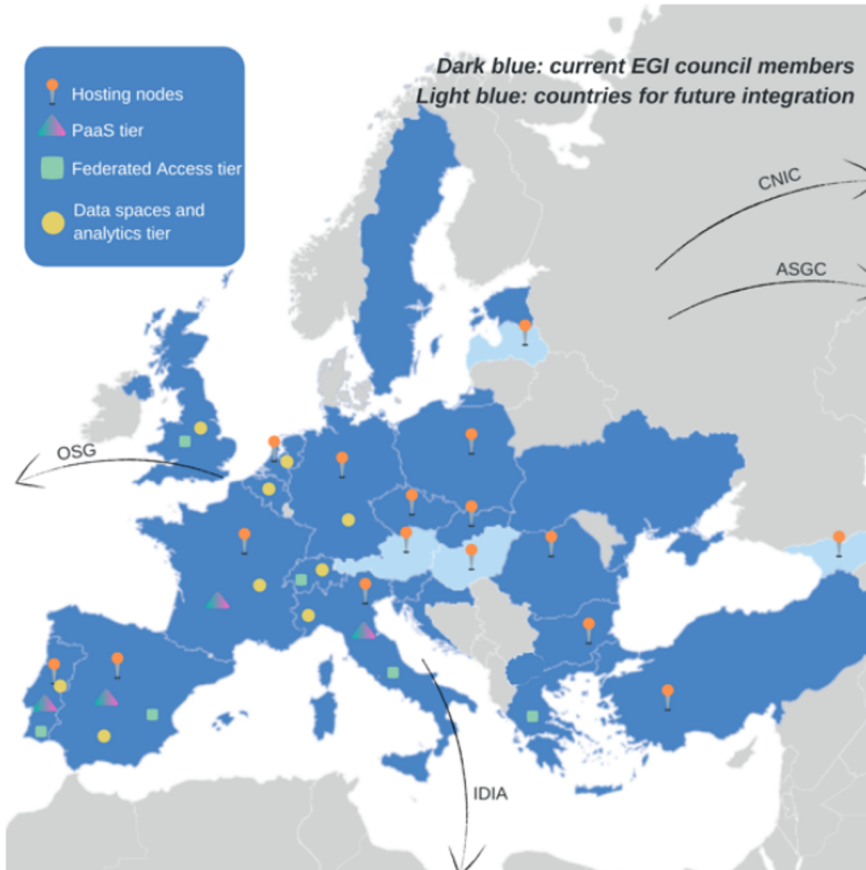 Dark blue: current EGI council members
Light blue: countries for future integration
Hosting nodes
PaaS tier
Federated Access tier
Data spaces and
analytics tier
CNIC
ASGC
OSG
IDIA